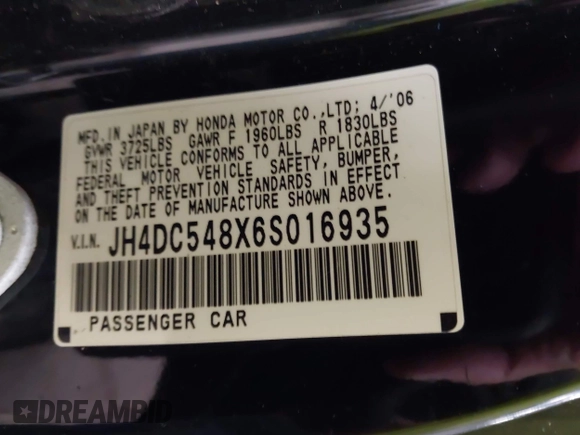 MFD. IN JAPAN BY HONDA MOTOR CO.,LTD; 4/'06
GVWR 3725LBS GAWR F 1960LBS R 1830LBS
THIS VEHICLE CONFORMS TO ALL APPLICABLE
FEDERAL MOTOR VEHICLE SAFETY, BUMPER,
AND THEFT PREVENTION STANDARDS IN EFFECT
ON THE DATE OF MANUFACTURE SHOWN ABOVE.
V.I.N. JH4DC548X6S016935
PASSENGER CAR
DREAMBID